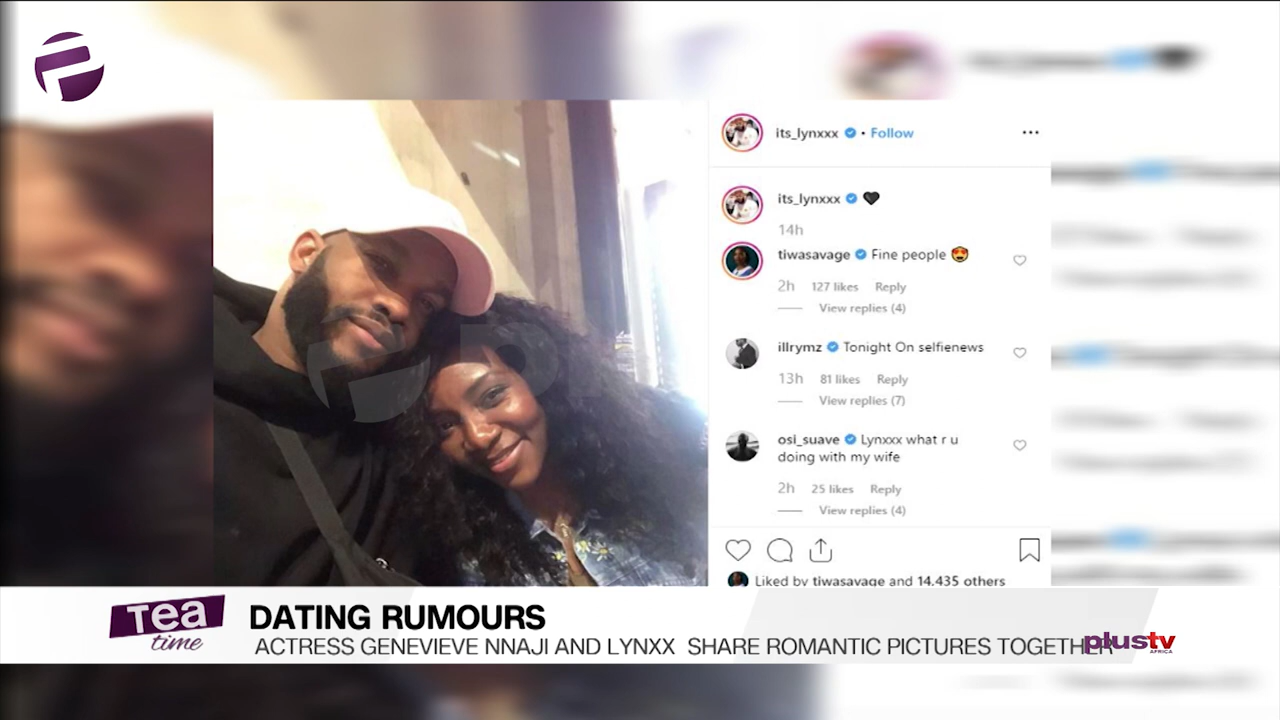 its_lynxxx • Follow
its_lynxxx 🖤
14h
tiwasavage Fine people 😍
2h 127 likes Reply
View replies (4)
illrymz Tonight On selfienews
13h 81 likes Reply
View replies (7)
osi_suave Lynxxx what r u
doing with my wife
2h 25 likes Reply
View replies (4)
Liked by tiwasavage and 14,435 others
Tea
time
DATING RUMOURS
ACTRESS GENEVIEVE NNAJI AND LYNXX SHARE ROMANTIC PICTURES TOGETHER
plustv
AFRICA